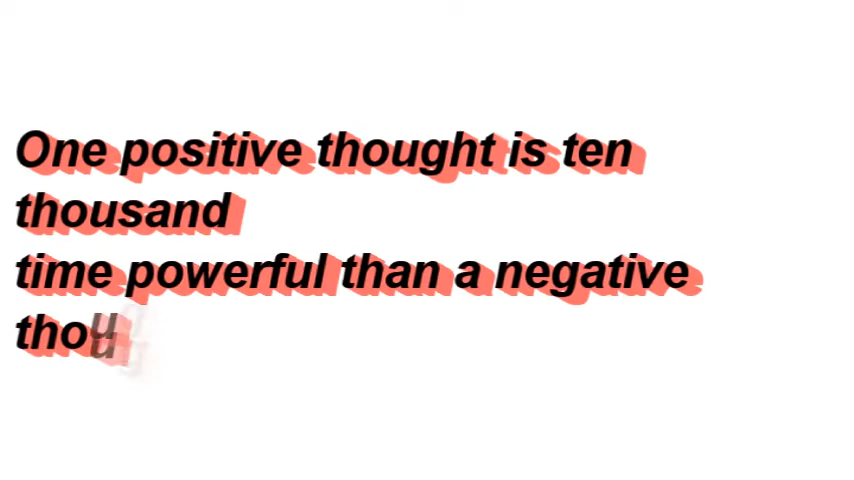 One positive thought is ten
thousand
time powerful than a negative
thou